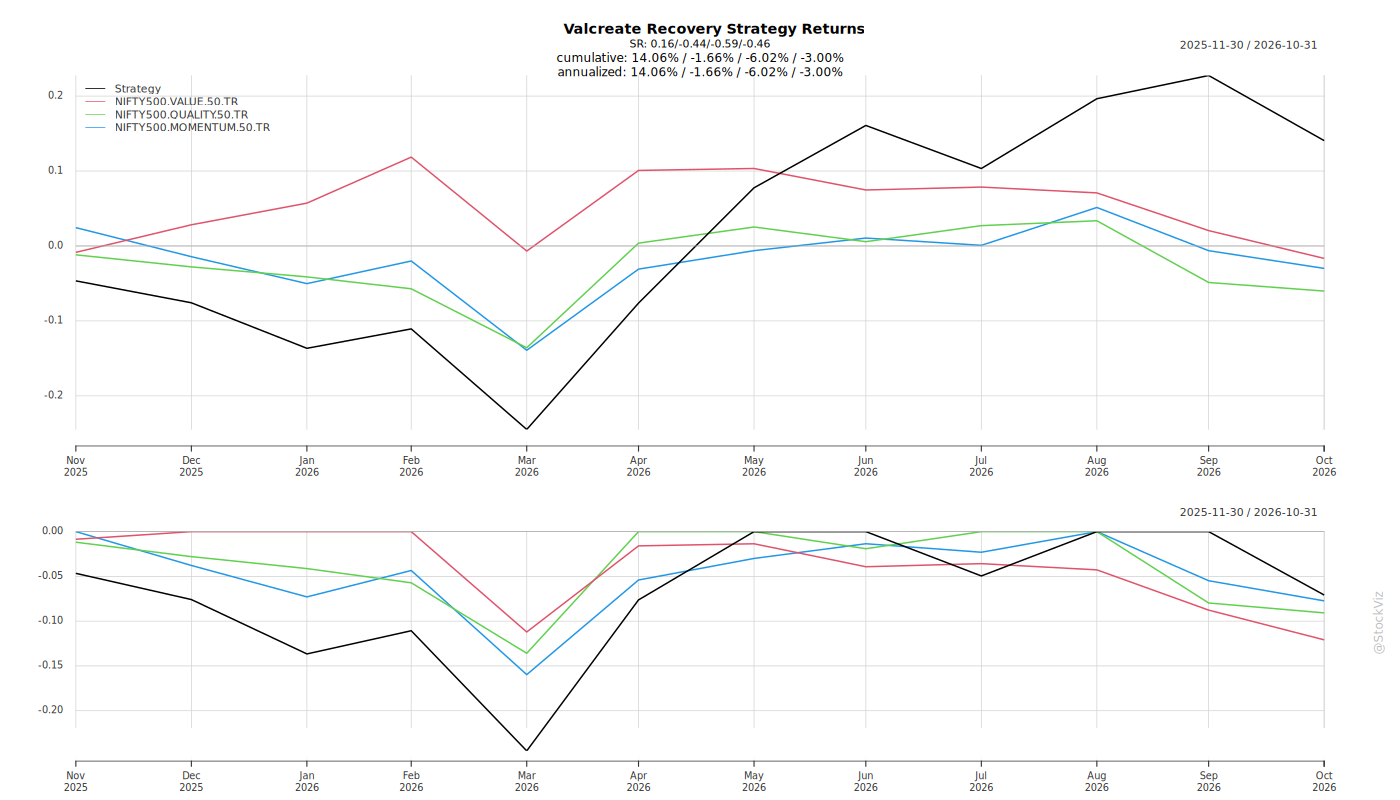 Valcreate Recovery Strategy Returns
SR: 0.16/-0.44/-0.59/-0.46
cumulative: 14.06% / -1.66% / -6.02% / -3.00%
annualized: 14.06% / -1.66% / -6.02% / -3.00%
2025-11-30 / 2026-10-31
Strategy
NIFTY500.VALUE.50.TR
NIFTY500.QUALITY.50.TR
NIFTY500.MOMENTUM.50.TR
0.2
0.1
0.0
-0.1
-0.2
Nov Dec Jan Feb Mar Apr May Jun Jul Aug Sep Oct
2025 2025 2026 2026 2026 2026 2026 2026 2026 2026 2026 2026
2025-11-30 / 2026-10-31
0.00
-0.05
-0.10
-0.15
-0.20
Nov Dec Jan Feb Mar Apr May Jun Jul Aug Sep Oct
2025 2025 2026 2026 2026 2026 2026 2026 2026 2026 2026 2026
@StockViz